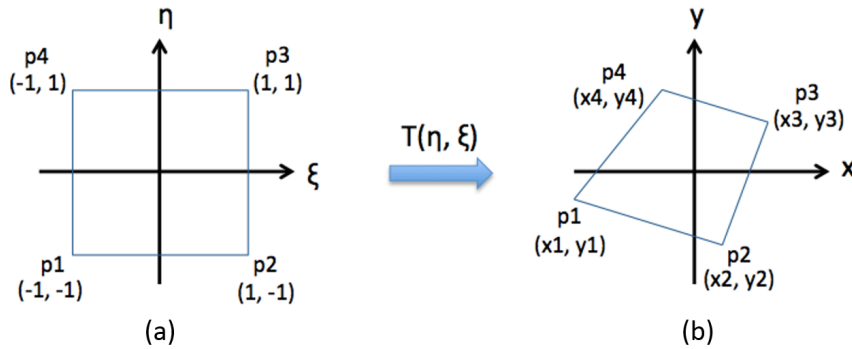 η
p4
(-1, 1)
p3
(1, 1)
ξ
p1
(-1, -1)
p2
(1, -1)
(a)
T(η, ξ)
y
p4
(x4, y4)
p3
(x3, y3)
x
p1
(x1, y1)
p2
(x2, y2)
(b)